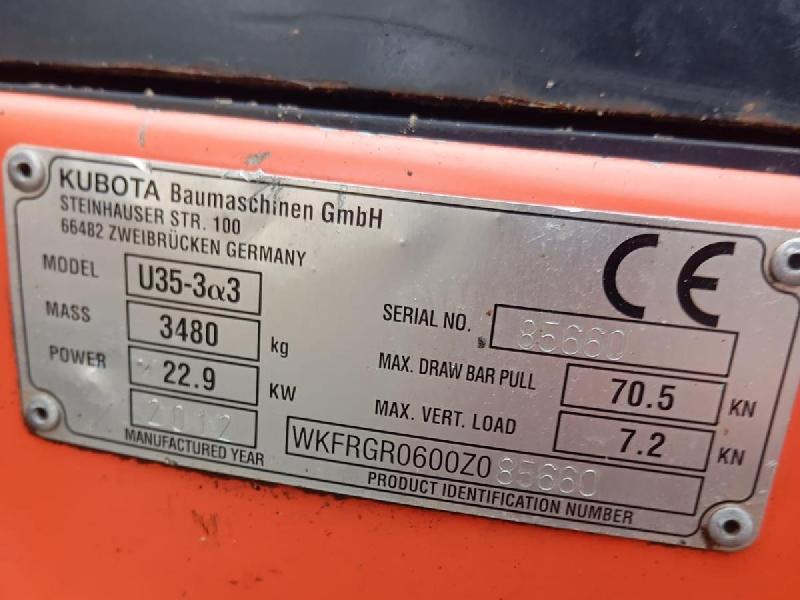 KUBOTA Baumaschinen GmbH
STEINHAUSER STR. 100
66482 ZWEIBRÜCKEN GERMANY
CE
MODEL U35-3α3
MASS 3480 kg
POWER 22.9 KW
2012
MANUFACTURED YEAR
SERIAL NO. 85660
MAX. DRAW BAR PULL 70.5 KN
MAX. VERT. LOAD 7.2 KN
WKFRGR0600Z085660
PRODUCT IDENTIFICATION NUMBER